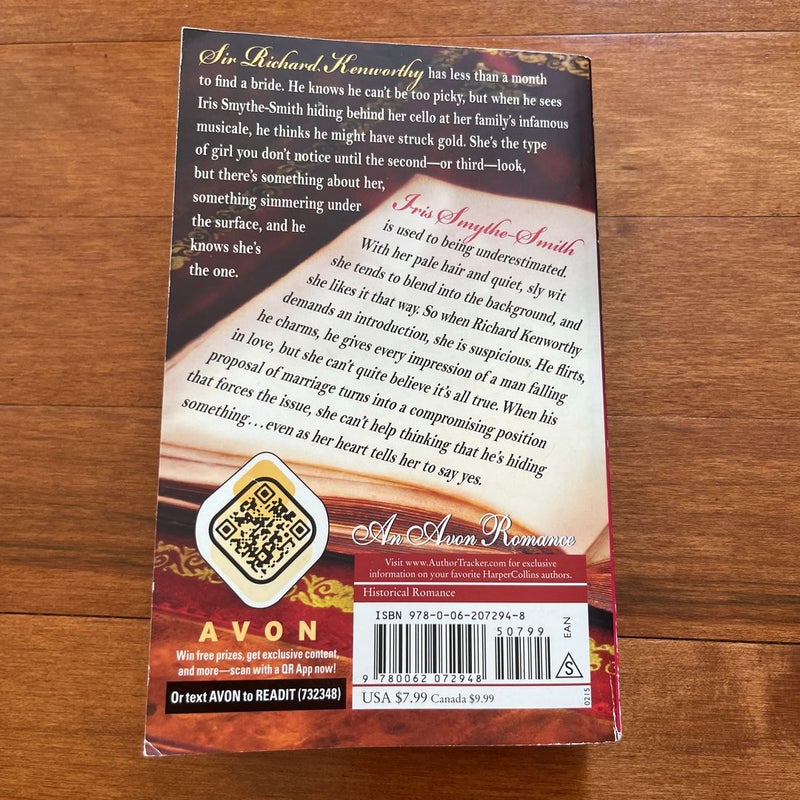 Sir Richard Kenworthy has less than a month
to find a bride. He knows he can't be too picky, but when he sees
Iris Smythe-Smith hiding behind her cello at her family's infamous
musicale, he thinks he might have struck gold. She's the type
of girl you don't notice until the second—or third—look,
but there's something about her,
something simmering under
the surface, and he
knows she's
the one.
Iris Smythe-Smith
is used to being underestimated.
With her pale hair and quiet, sly wit
she tends to blend into the background, and
she likes it that way. So when Richard Kenworthy
demands an introduction, she is suspicious. He flirts,
he charms, he gives every impression of a man falling
in love, but she can't quite believe it's all true. When his
proposal of marriage turns into a compromising position
that forces the issue, she can't help thinking that he's hiding
something…even as her heart tells her to say yes.
An Avon Romance
Visit www.AuthorTracker.com for exclusive
information on your favorite HarperCollins authors.
Historical Romance
ISBN 978-0-06-207294-8
50799
EAN
9 780062 072948
S
USA $7.99 Canada $9.99
0215
AVON
Win free prizes, get exclusive content,
and more—scan with a QR App now!
Or text AVON to READIT (732348)